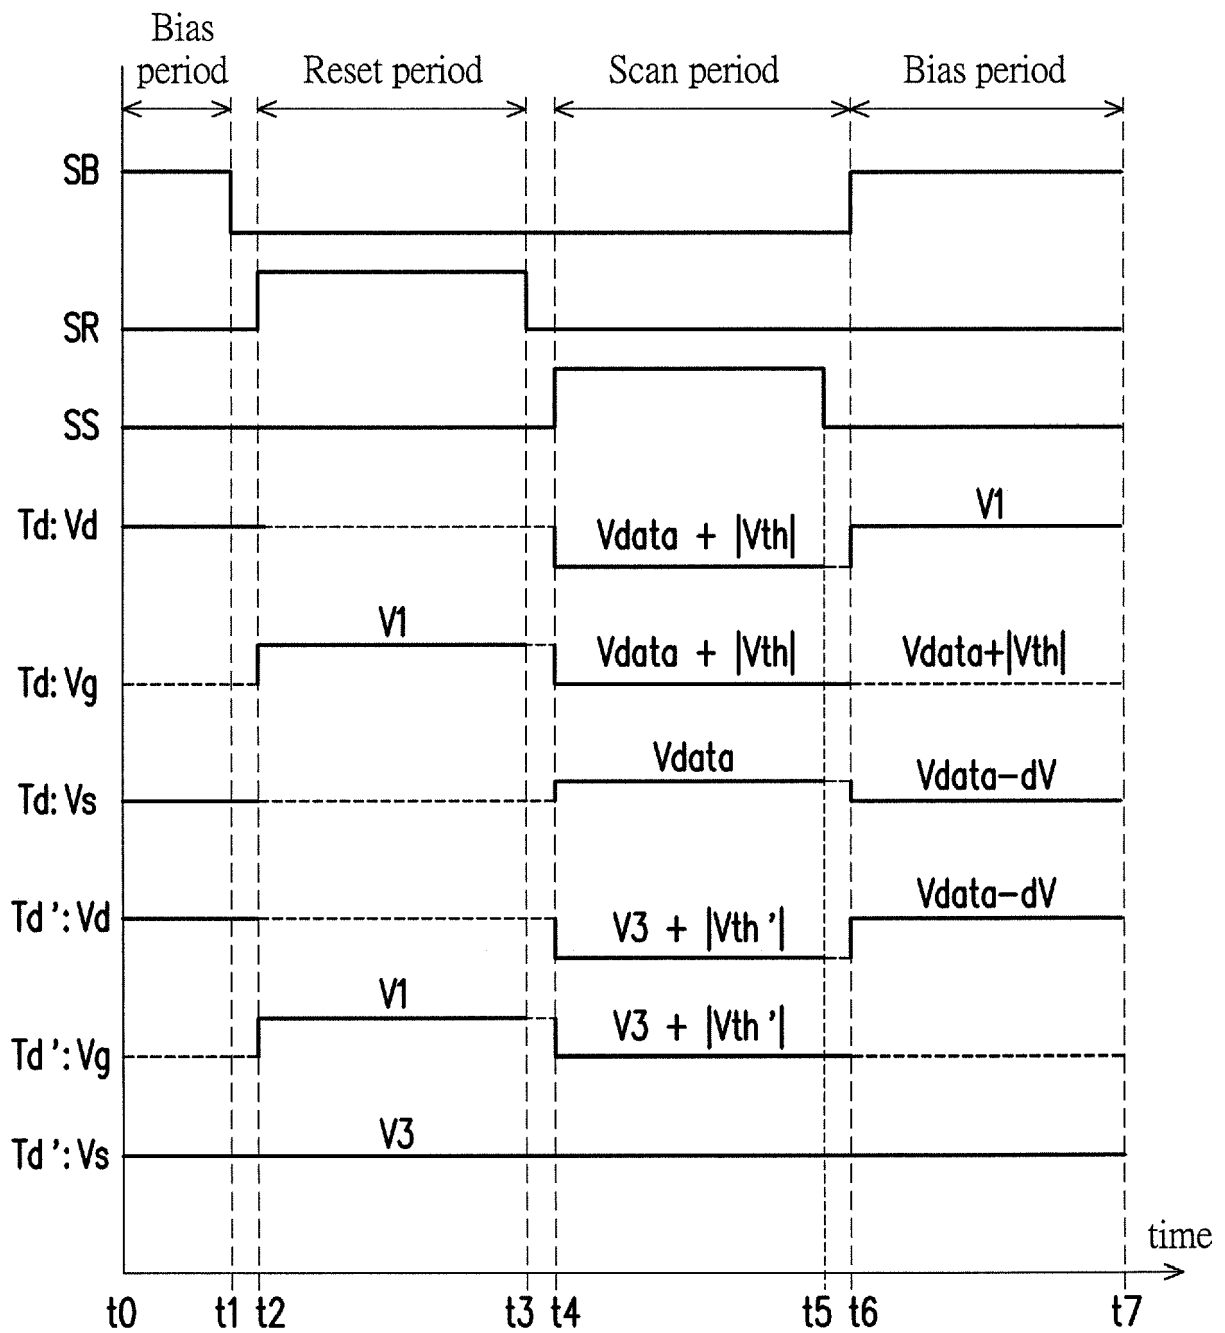 Bias
period
Reset period
Scan period
Bias period
SB
SR
SS
Td: Vd
Vdata + |Vth|
V1
Td: Vg
V1
Vdata + |Vth|
Vdata+|Vth|
Td: Vs
Vdata
Vdata-dV
Td': Vd
V3 + |Vth'|
Vdata-dV
Td': Vg
V1
V3 + |Vth'|
Td': Vs
V3
time
t0 t1 t2 t3 t4 t5 t6 t7